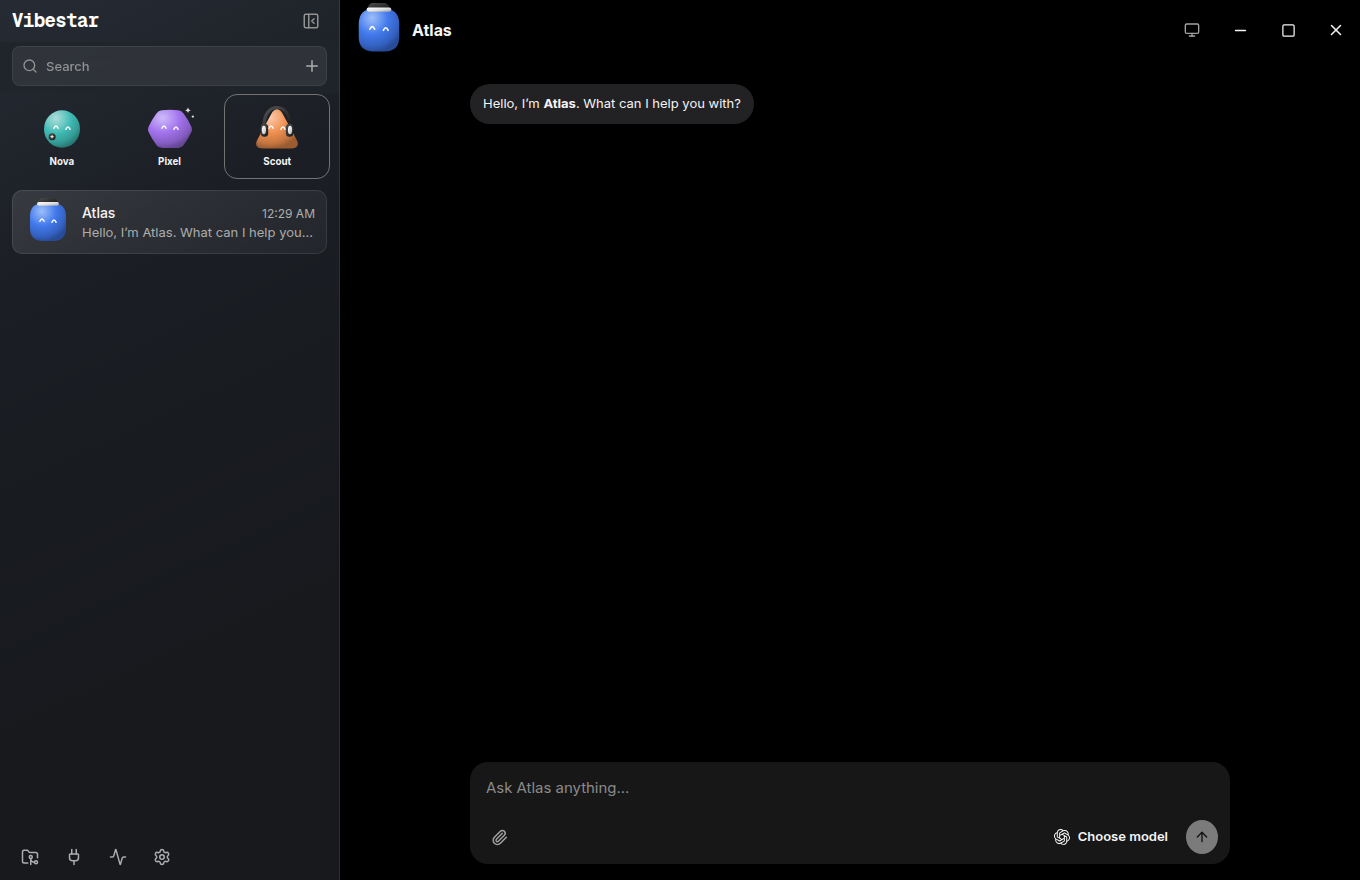 Vibestar
Search
Nova
Pixel
Scout
Atlas
12:29 AM
Hello, I’m Atlas. What can I help you...
Atlas
Hello, I’m Atlas. What can I help you with?
Ask Atlas anything...
Choose model